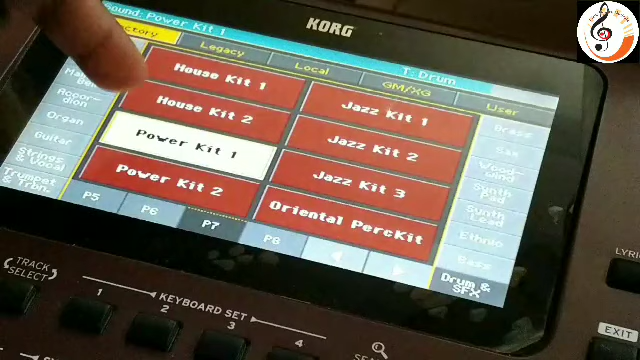 Sound: Power Kit 1
KORG
T: Drum
Legacy
Local
GM/XG
User
House Kit 1
House Kit 2
Power Kit 1
Power Kit 2
Jazz Kit 1
Jazz Kit 2
Jazz Kit 3
Oriental PercKit
Organ
Guitar
Strings & Vocal
Trumpet & Trbn.
Brass
Sax
Wood-
wind
Synth
Pad
Synth
Lead
Ethnic
Bass
Drum &
SFX
P5
P6
P7
P8
TRACK
SELECT
KEYBOARD SET
1
2
3
4
EXIT